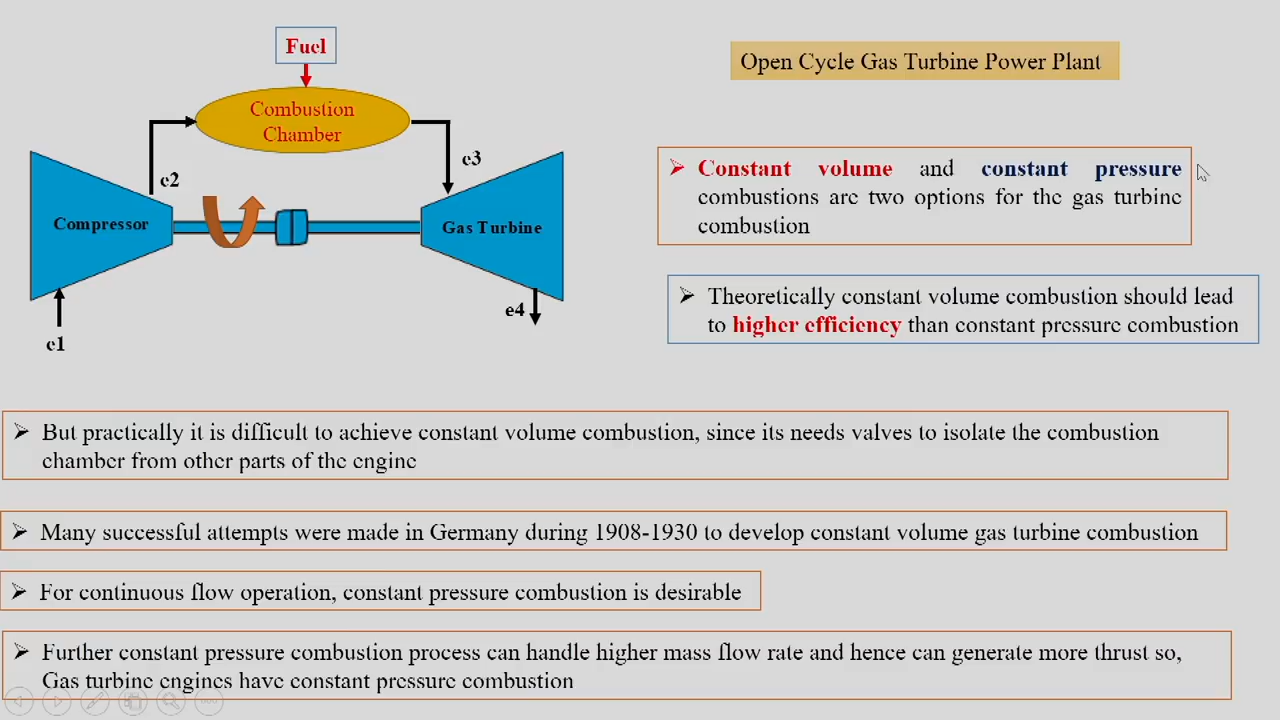 Fuel
Open Cycle Gas Turbine Power Plant
Combustion
Chamber
e2
e3
Compressor
Gas Turbine
e1
e4
➢ Constant volume and constant pressure
combustions are two options for the gas turbine
combustion
➢ Theoretically constant volume combustion should lead
to higher efficiency than constant pressure combustion
➢ But practically it is difficult to achieve constant volume combustion, since its needs valves to isolate the combustion
chamber from other parts of the engine
➢ Many successful attempts were made in Germany during 1908-1930 to develop constant volume gas turbine combustion
➢ For continuous flow operation, constant pressure combustion is desirable
➢ Further constant pressure combustion process can handle higher mass flow rate and hence can generate more thrust so,
Gas turbine engines have constant pressure combustion